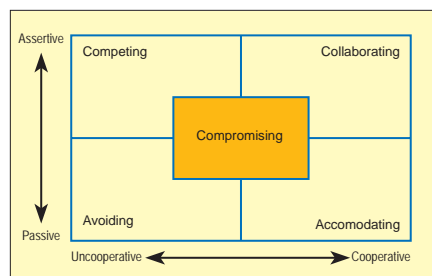 Assertive
Competing
Collaborating
Compromising
Avoiding
Accomodating
Passive
Uncooperative
Cooperative